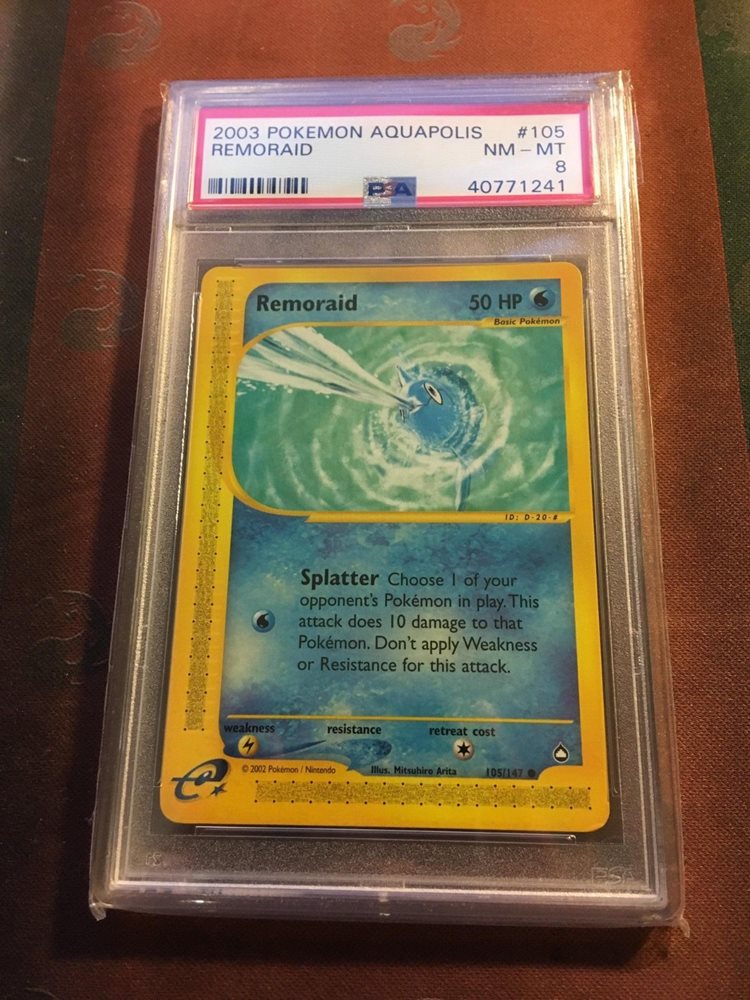 2003 POKEMON AQUAPOLIS #105
REMORAID NM - MT
8
PSA 40771241
Remoraid 50 HP
Basic Pokémon
ID: D-20-#
Splatter Choose 1 of your
opponent's Pokémon in play. This
attack does 10 damage to that
Pokémon. Don't apply Weakness
or Resistance for this attack.
weakness resistance retreat cost
© 2002 Pokémon / Nintendo Illus. Mitsuhiro Arita 105/147
e
PSA